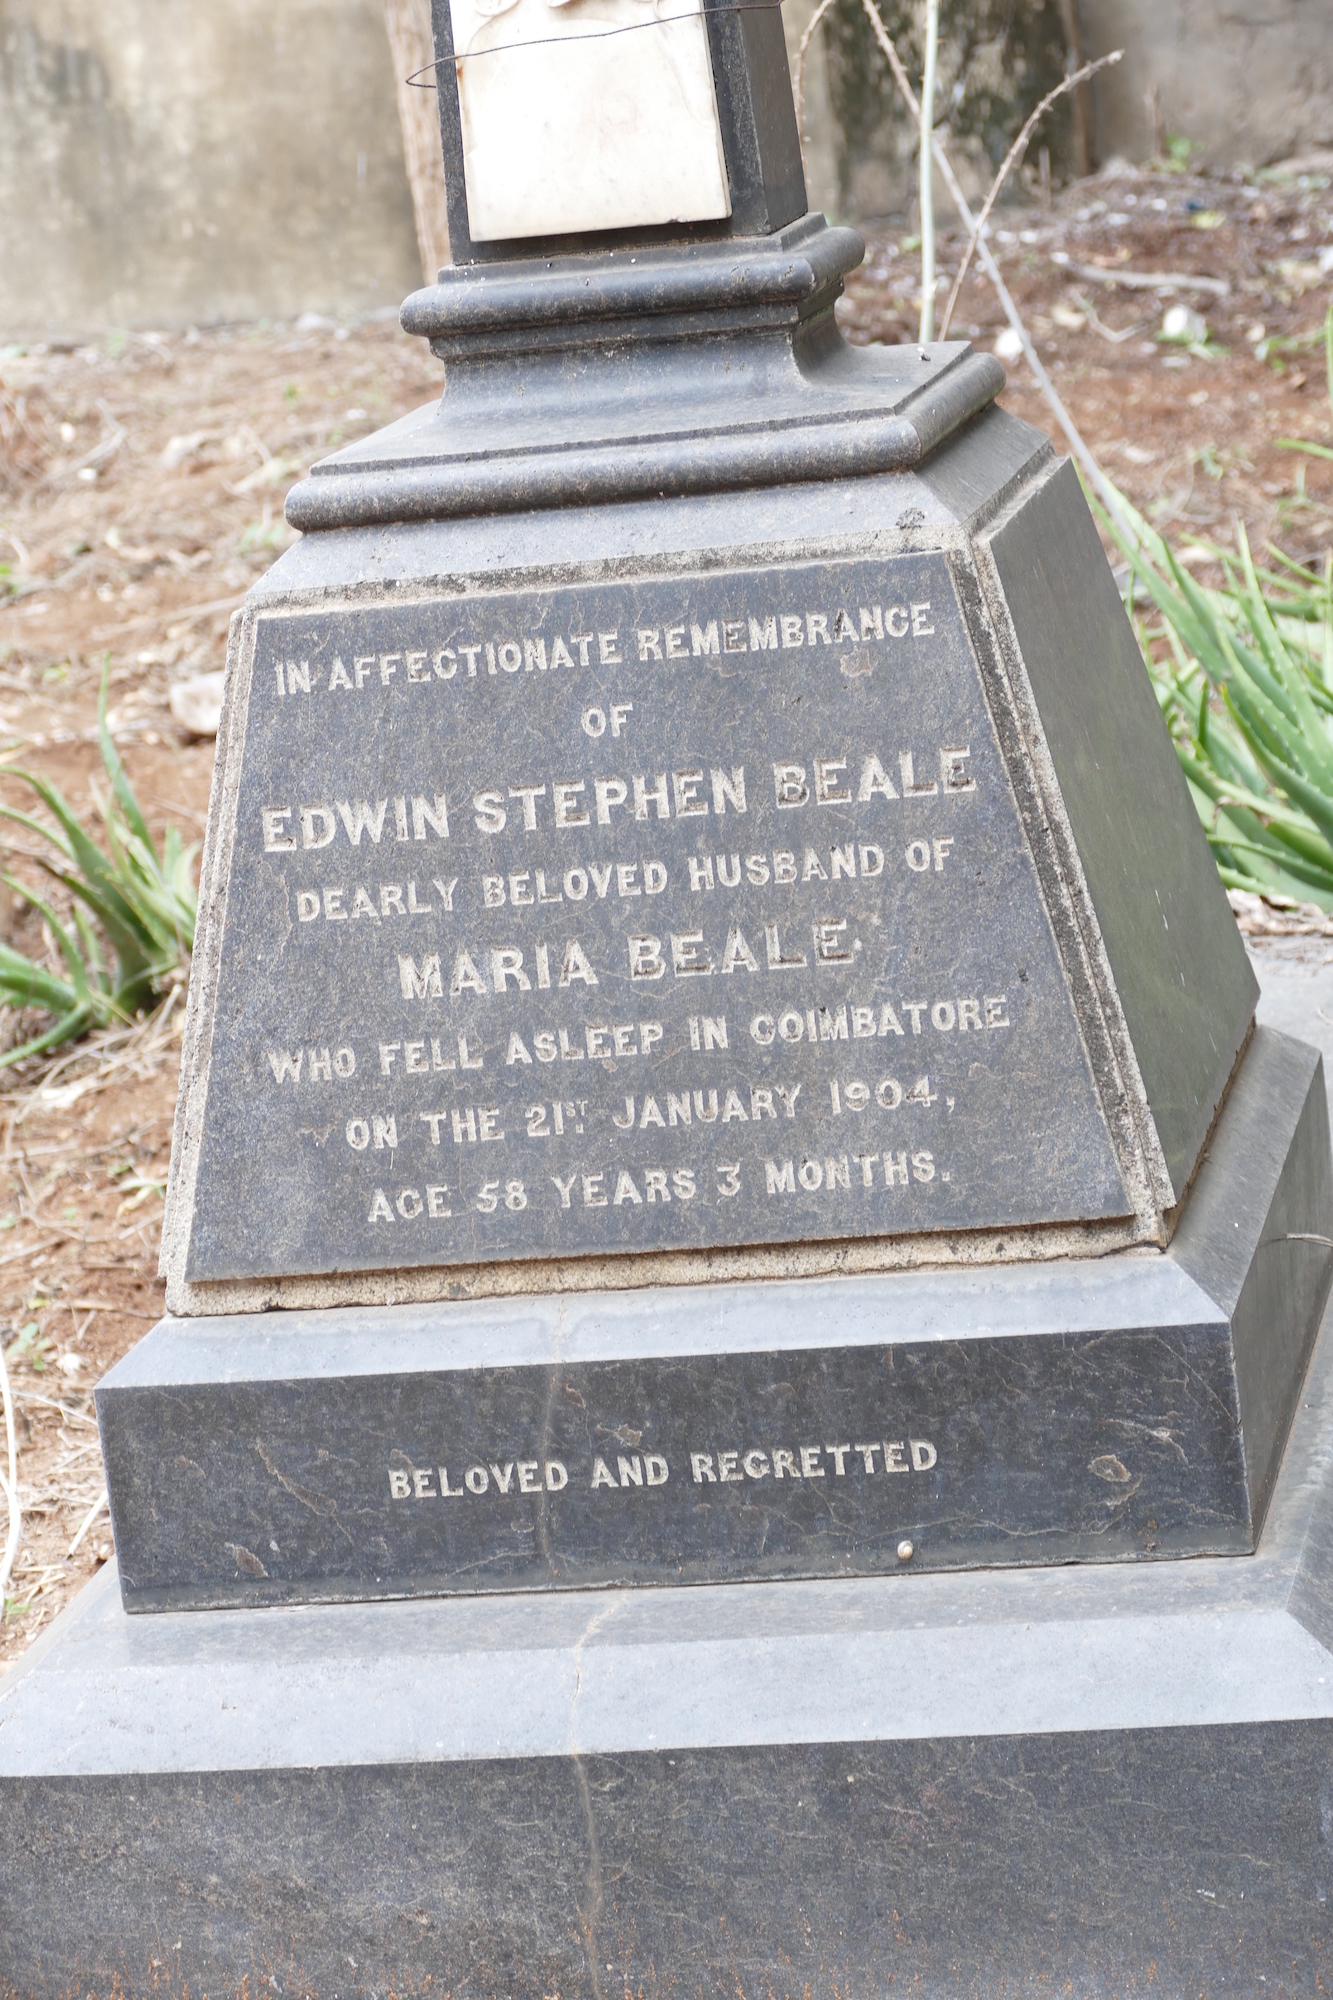 IN AFFECTIONATE REMEMBRANCE
OF
EDWIN STEPHEN BEALE
DEARLY BELOVED HUSBAND OF
MARIA BEALE
WHO FELL ASLEEP IN COIMBATORE
ON THE 21ST JANUARY 1904,
AGE 58 YEARS 3 MONTHS.
BELOVED AND REGRETTED